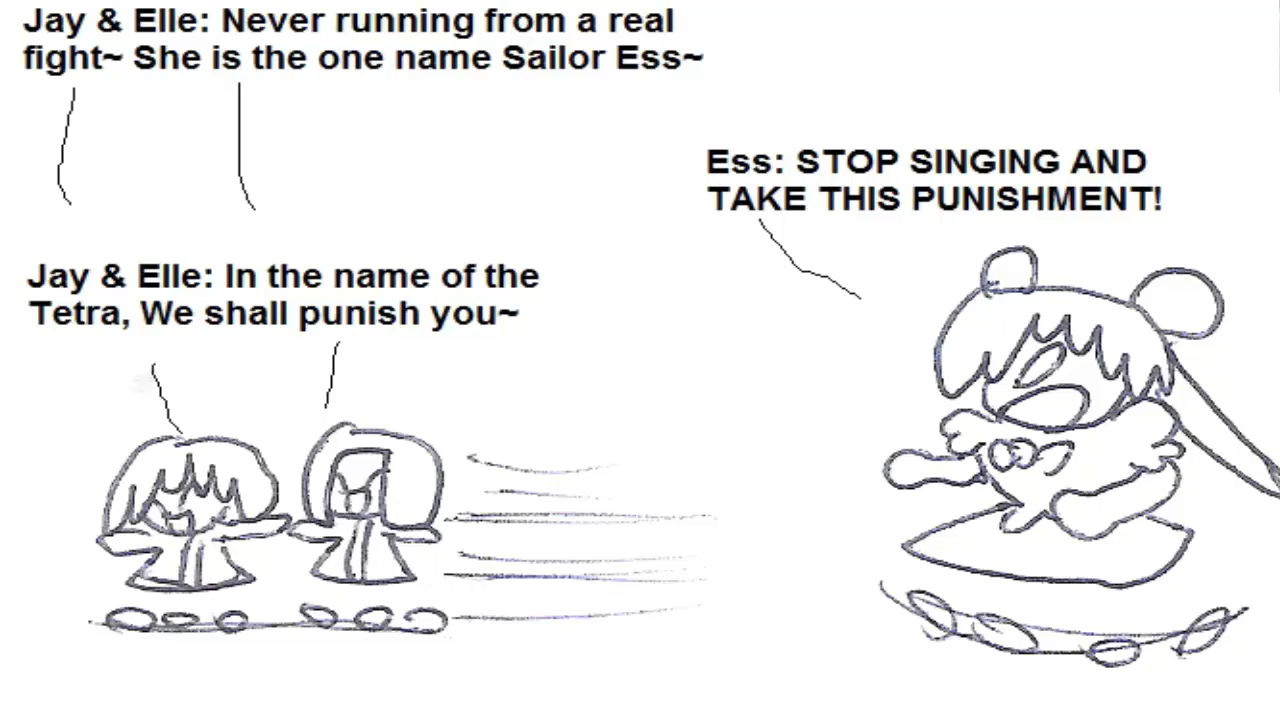 Jay & Elle: Never running from a real
fight~ She is the one name Sailor Ess~
Ess: STOP SINGING AND
TAKE THIS PUNISHMENT!
Jay & Elle: In the name of the
Tetra, We shall punish you~